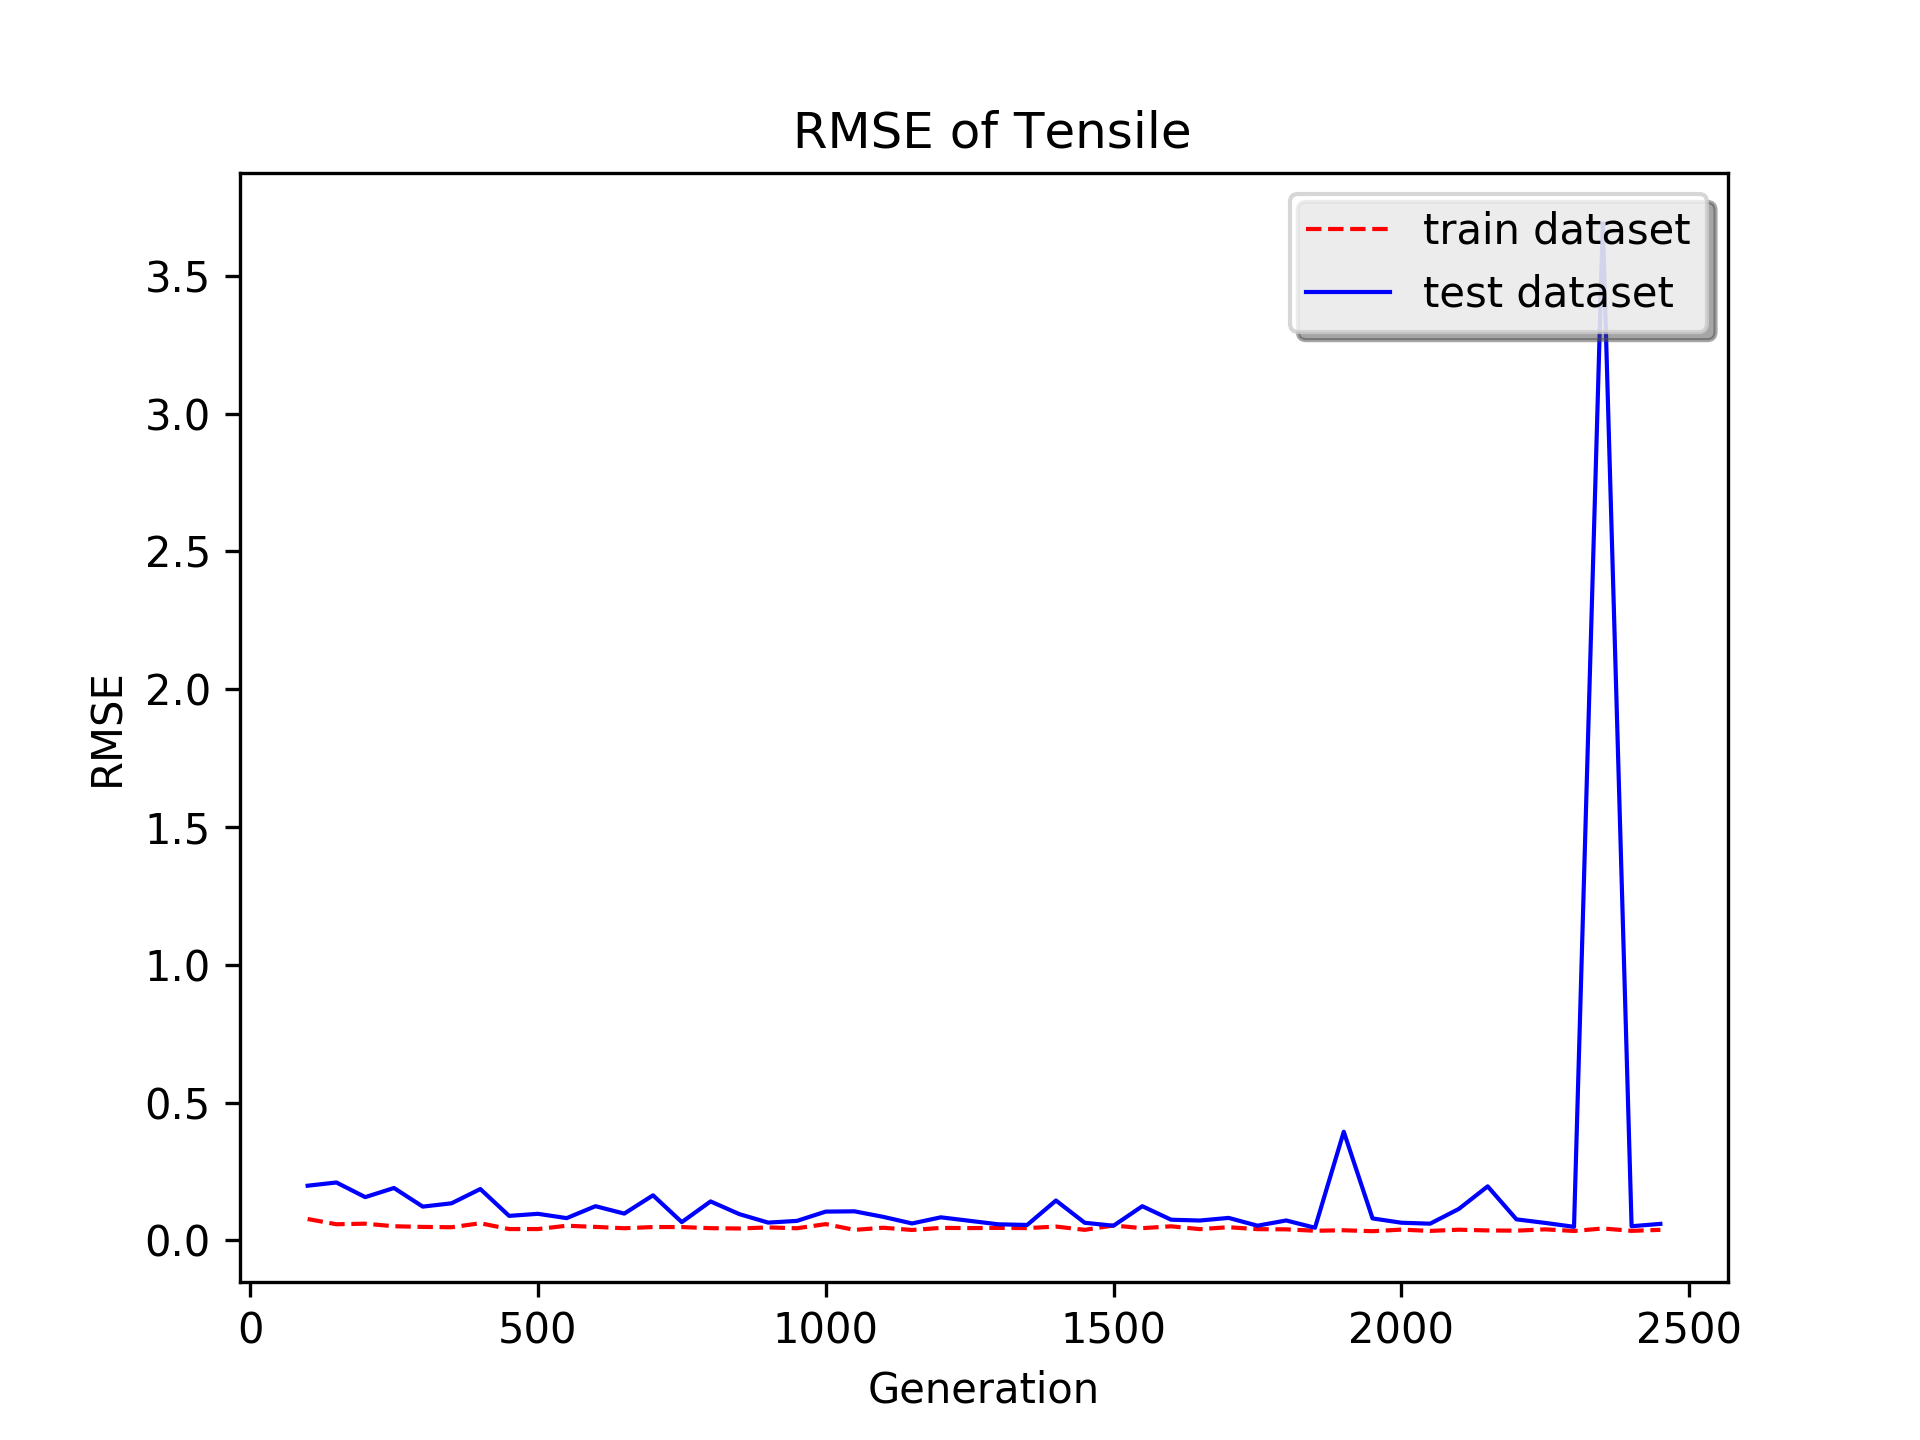 RMSE of Tensile
train dataset
test dataset
3.5
3.0
2.5
2.0
1.5
1.0
0.5
0.0
RMSE
0 500 1000 1500 2000 2500
Generation